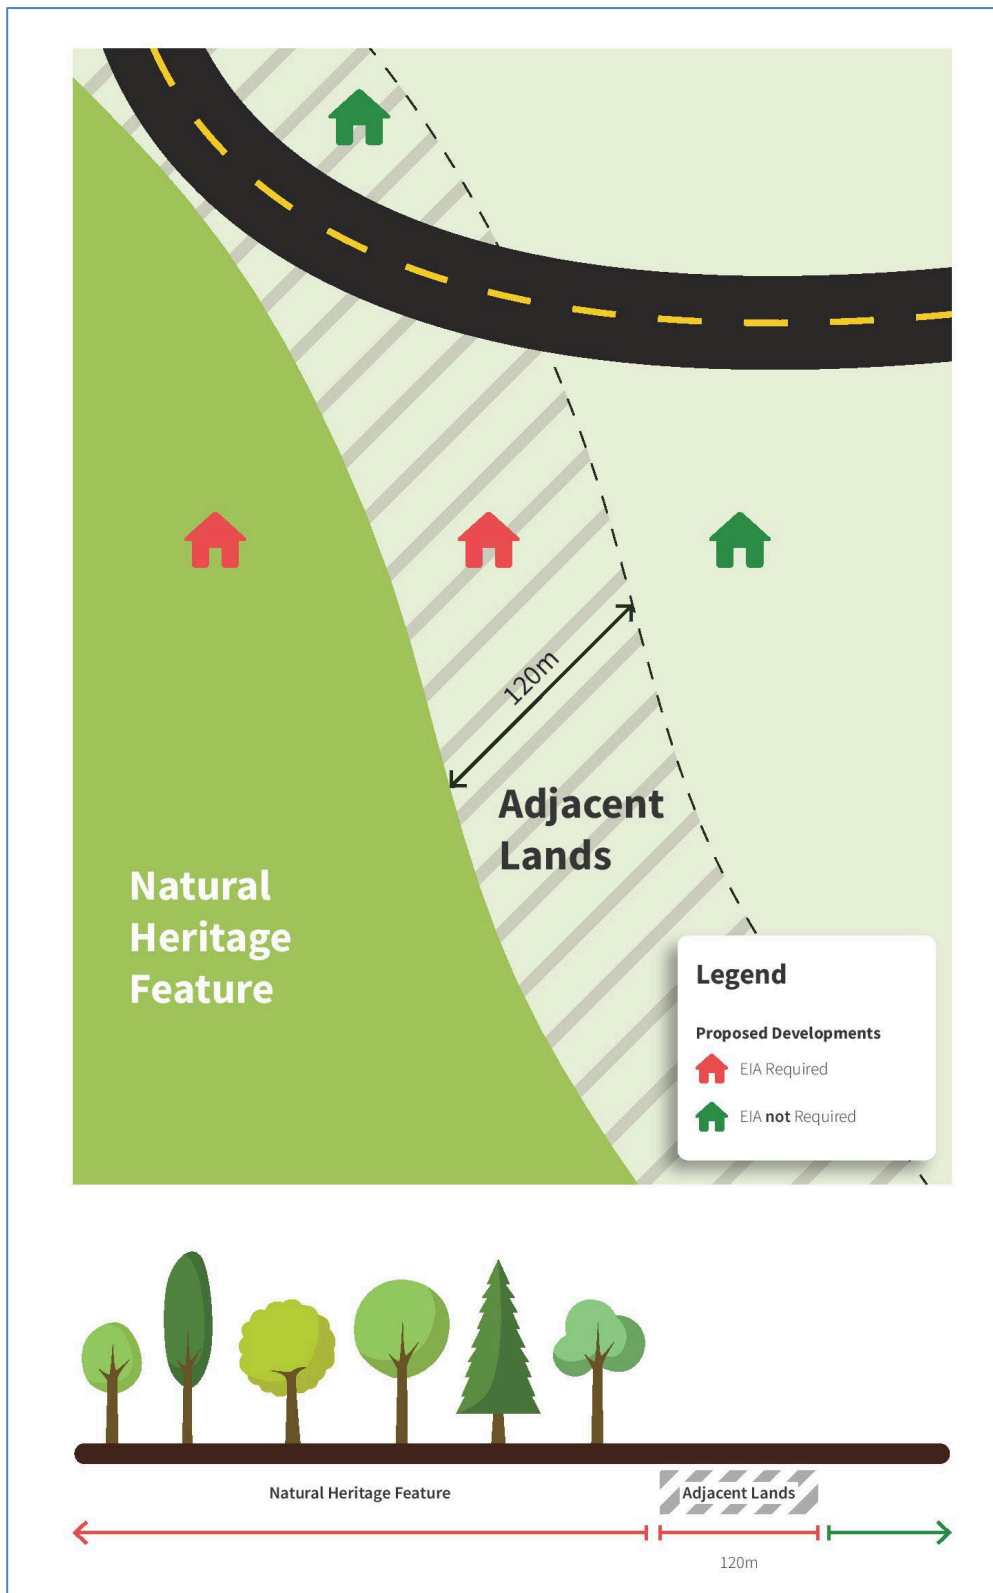 120m
Adjacent
Lands
Natural
Heritage
Feature
Legend
Proposed Developments
EIA Required
EIA not Required
Natural Heritage Feature
Adjacent Lands
120m